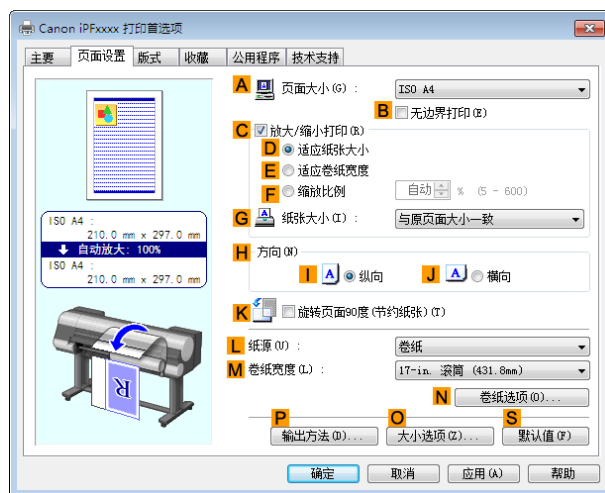 Canon iPFxxxx 打印首选项
主要 页面设置 版式 收藏 公用程序 技术支持
A 页面大小(G) : ISO A4
B 无边界打印(E)
C 放大/缩小打印(R)
D 适应纸张大小
E 适应卷纸宽度
F 缩放比例 自动 % (5 - 600)
G 纸张大小(I) : 与原页面大小一致
ISO A4 :
210.0 mm x 297.0 mm
自动放大: 100%
ISO A4 :
210.0 mm x 297.0 mm
H 方向(N)
I A 纵向 J A 横向
K 旋转页面90度(节约纸张)(T)
L 纸源(U) : 卷纸
M 卷纸宽度(L) : 17-in. 滚筒 (431.8mm)
N 卷纸选项(O)...
P O S
输出方法(D)... 大小选项(Z)... 默认值(F)
R
确定 取消 应用(A) 帮助